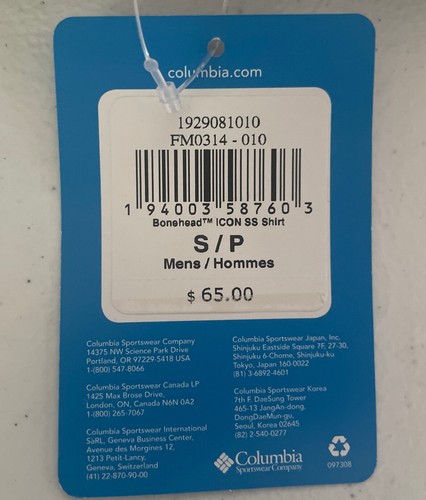 columbia.com
1929081010
FM0314 - 010
1 94003 58760 3
Bonehead™ ICON SS Shirt
S / P
Mens / Hommes
$ 65.00
Columbia Sportswear Company
14375 NW Science Park Drive
Portland, OR 97229-5418 USA
1-(800) 547-8066
Columbia Sportswear Canada LP
1425 Max Brose Drive,
London, ON, Canada N6N 0A2
1-(800) 265-7067
Columbia Sportswear International
SàRL, Geneva Business Center,
Avenue des Morgines 12,
1213 Petit-Lancy,
Geneva, Switzerland
(41) 22-870-90-00
Columbia Sportswear Japan, Inc.
Shinjuku Eastside Square 7F, 27-30,
Shinjuku 6-Chome, Shinjuku-ku
Tokyo, Japan 160-0022
(81) 3-6892-4601
Columbia Sportswear Korea
7th F. DaeSung Tower
465-13 JangAn-dong,
DongDaeMun-gu,
Seoul, Korea 02645
(82) 2-540-0277
Columbia
Sportswear Company
097308